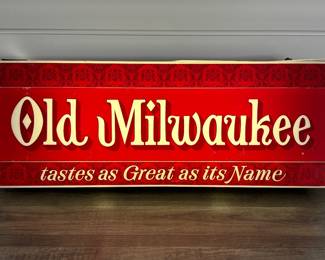 Old Milwaukee
tastes as Great as its Name